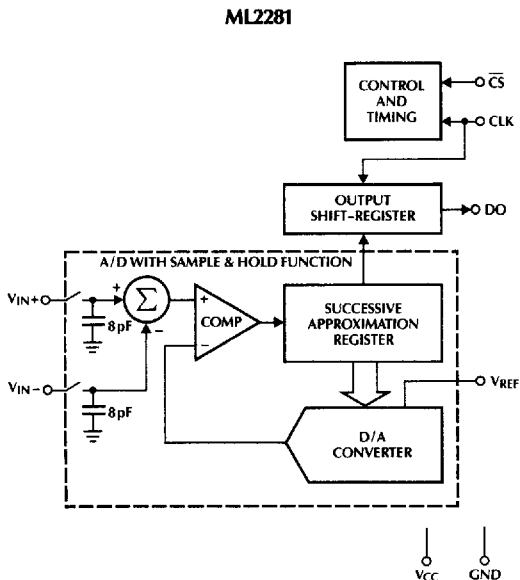 ML2281
CONTROL
AND
TIMING
C̅S̅
CLK
OUTPUT
SHIFT-REGISTER
DO
A/D WITH SAMPLE & HOLD FUNCTION
VIN+
+
Σ
−
8pF
+
COMP
−
SUCCESSIVE
APPROXIMATION
REGISTER
VIN−
8pF
VREF
D/A
CONVERTER
VCC
GND